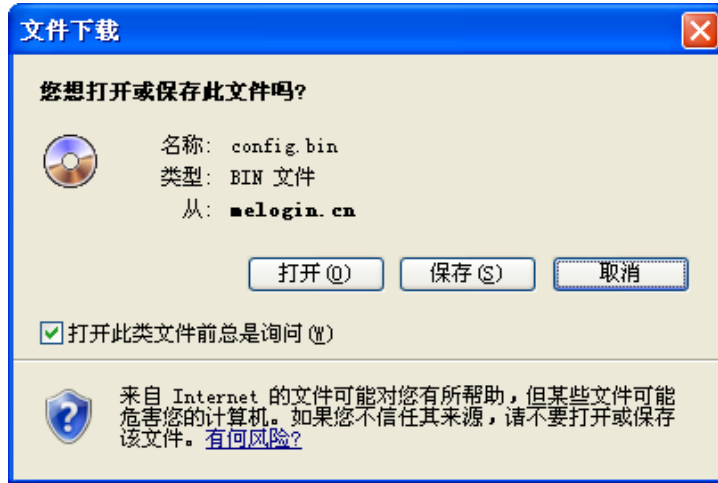 文件下载
您想打开或保存此文件吗?
名称: config.bin
类型: BIN 文件
从: melogin.cn
打开(O) 保存(S) 取消
打开此类文件前总是询问(W)
来自 Internet 的文件可能对您有所帮助，但某些文件可能
危害您的计算机。如果您不信任其来源，请不要打开或保存
该文件。有何风险?